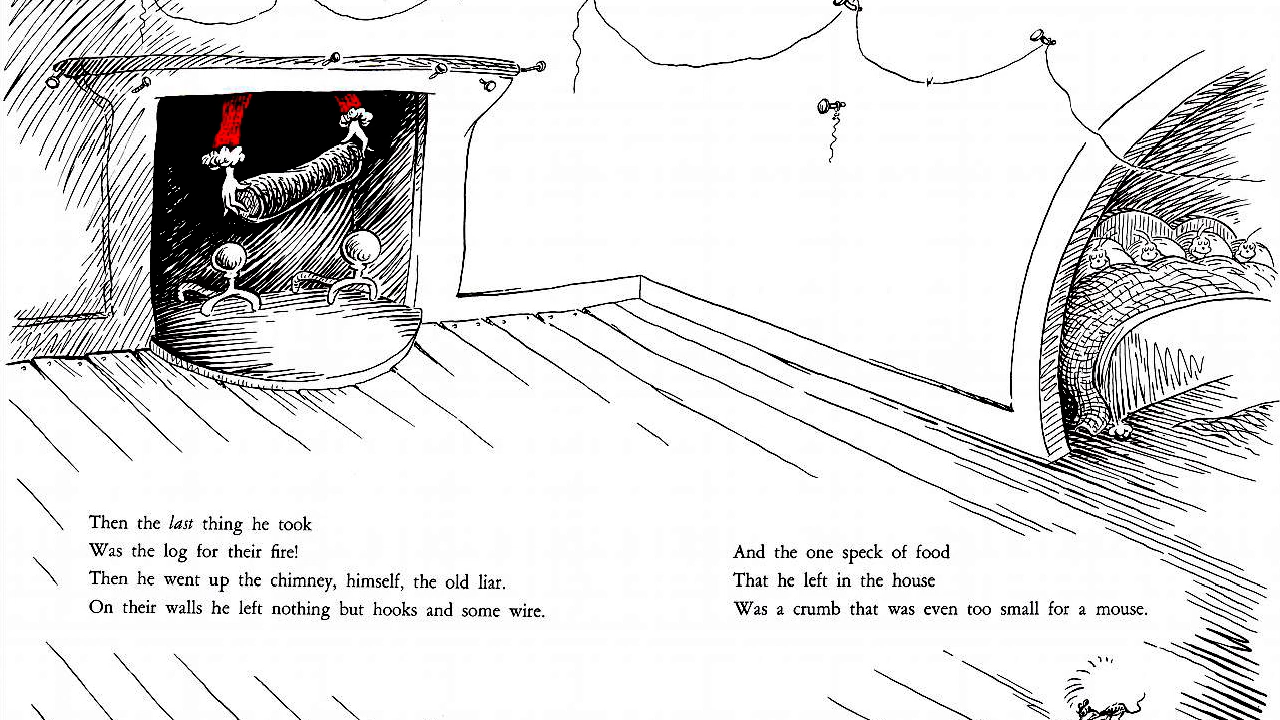 Then the last thing he took
Was the log for their fire!
Then he went up the chimney, himself, the old liar.
On their walls he left nothing but hooks and some wire.
And the one speck of food
That he left in the house
Was a crumb that was even too small for a mouse.